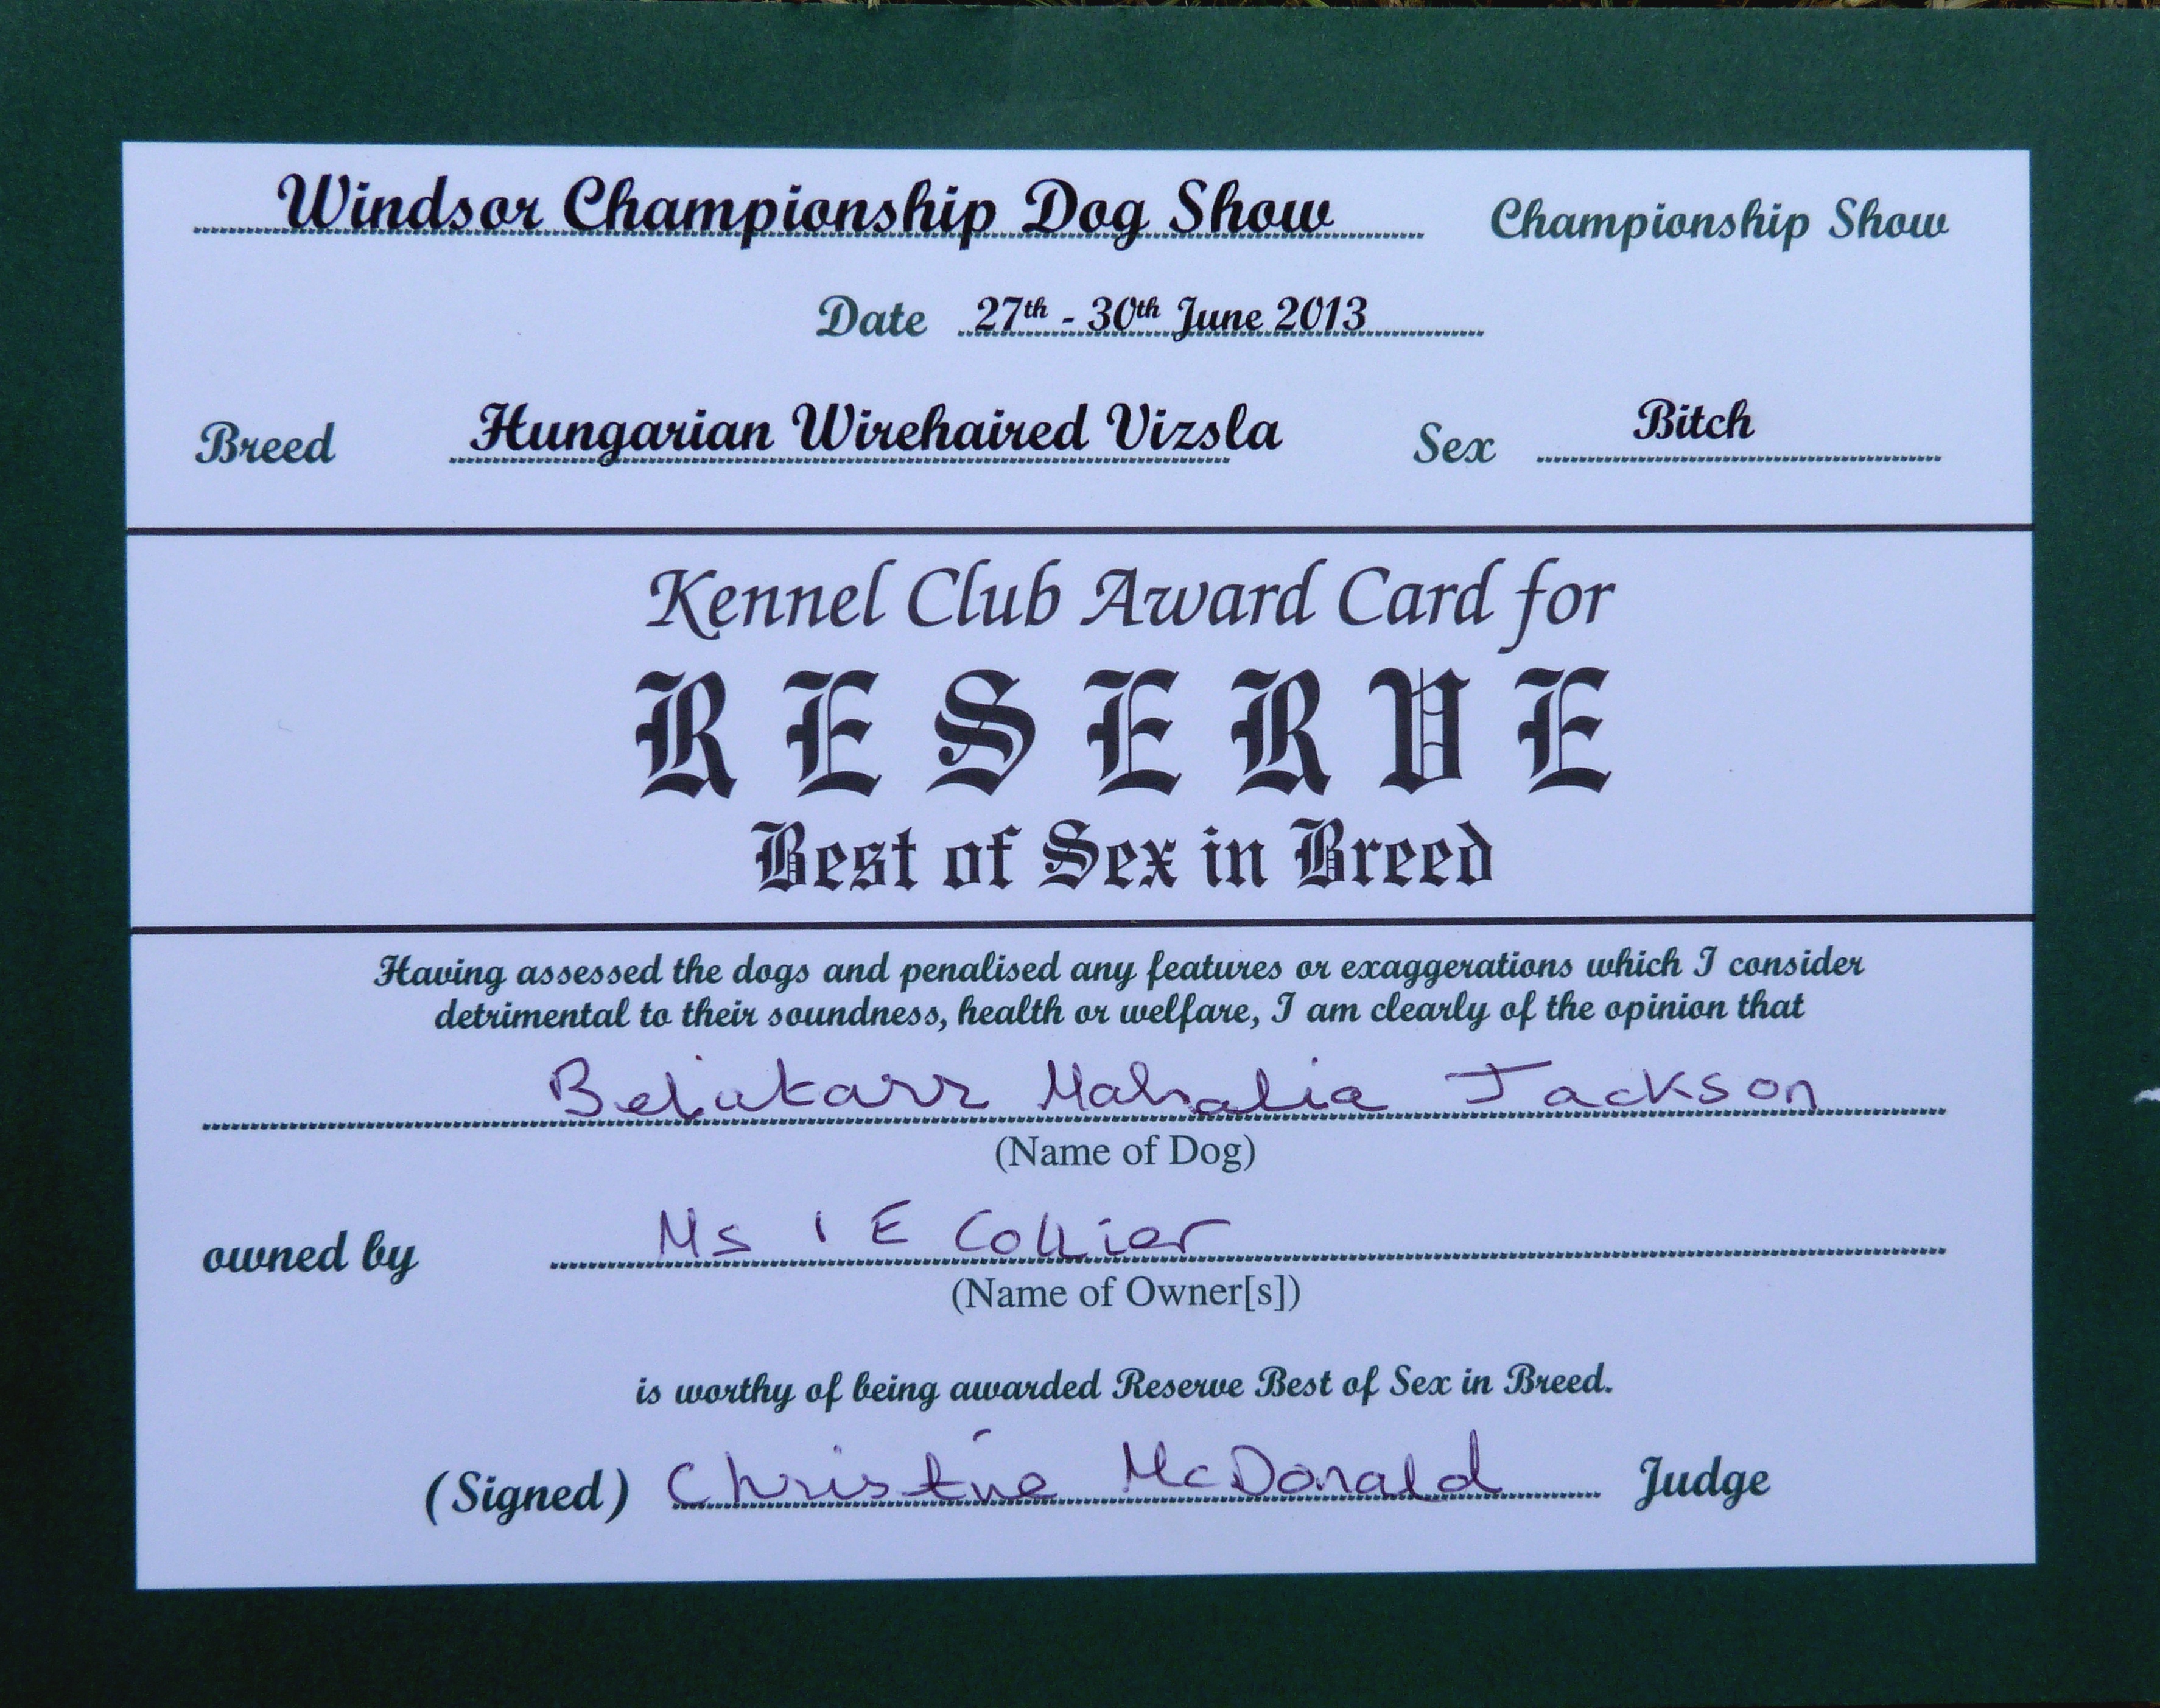 Windsor Championship Dog Show Championship Show
Date 27th - 30th June 2013
Breed Hungarian Wirehaired Vizsla Sex Bitch
Kennel Club Award Card for
RESERVE
Best of Sex in Breed
Having assessed the dogs and penalised any features or exaggerations which I consider
detrimental to their soundness, health or welfare, I am clearly of the opinion that
Mahalia Jackson
(Name of Dog)
owned by Ms I E Collier
(Name of Owner[s])
is worthy of being awarded Reserve Best of Sex in Breed.
(Signed) Christine McDonald Judge